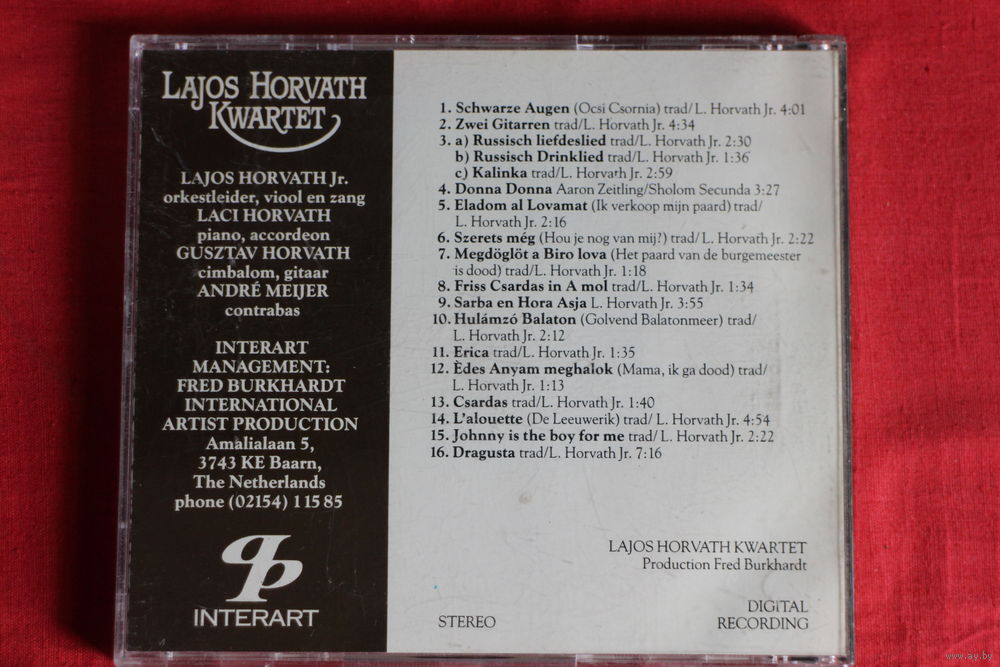 LAJOS HORVATH
KWARTET
LAJOS HORVATH Jr.
orkestleider, viool en zang
LACI HORVATH
piano, accordeon
GUSZTAV HORVATH
cimbalom, gitaar
ANDRÉ MEIJER
contrabas
INTERART
MANAGEMENT:
FRED BURKHARDT
INTERNATIONAL
ARTIST PRODUCTION
Amalialaan 5,
3743 KE Baarn,
The Netherlands
phone (02154) 115 85
INTERART
1. Schwarze Augen (Ocsi Csornia) trad/L. Horvath Jr. 4:01
2. Zwei Gitarren trad/L. Horvath Jr. 4:34
3. a) Russisch liefdeslied trad/L. Horvath Jr. 2:30
b) Russisch Drinklied trad/L. Horvath Jr. 1:36
c) Kalinka trad/L. Horvath Jr. 2:59
4. Donna Donna Aaron Zeitling/Sholom Secunda 3:27
5. Eladom al Lovamat (Ik verkoop mijn paard) trad/
L. Horvath Jr. 2:16
6. Szerets még (Hou je nog van mij?) trad/L. Horvath Jr. 2:22
7. Megdöglöt a Biro lova (Het paard van de burgemeester
is dood) trad/L. Horvath Jr. 1:18
8. Friss Csardas in A mol trad/L. Horvath Jr. 1:34
9. Sarba en Hora Asja L. Horvath Jr. 3:55
10. Hulámzó Balaton (Golvend Balatonmeer) trad/
L. Horvath Jr. 2:12
11. Erica trad/L. Horvath Jr. 1:35
12. Èdes Anyam meghalok (Mama, ik ga dood) trad/
L. Horvath Jr. 1:13
13. Csardas trad/L. Horvath Jr. 1:40
14. L'alouette (De Leeuwerik) trad/ L. Horvath Jr. 4:54
15. Johnny is the boy for me trad/ L. Horvath Jr. 2:22
16. Dragusta trad/L. Horvath Jr. 7:16
LAJOS HORVATH KWARTET
Production Fred Burkhardt
STEREO
DIGITAL
RECORDING
www.ay.by